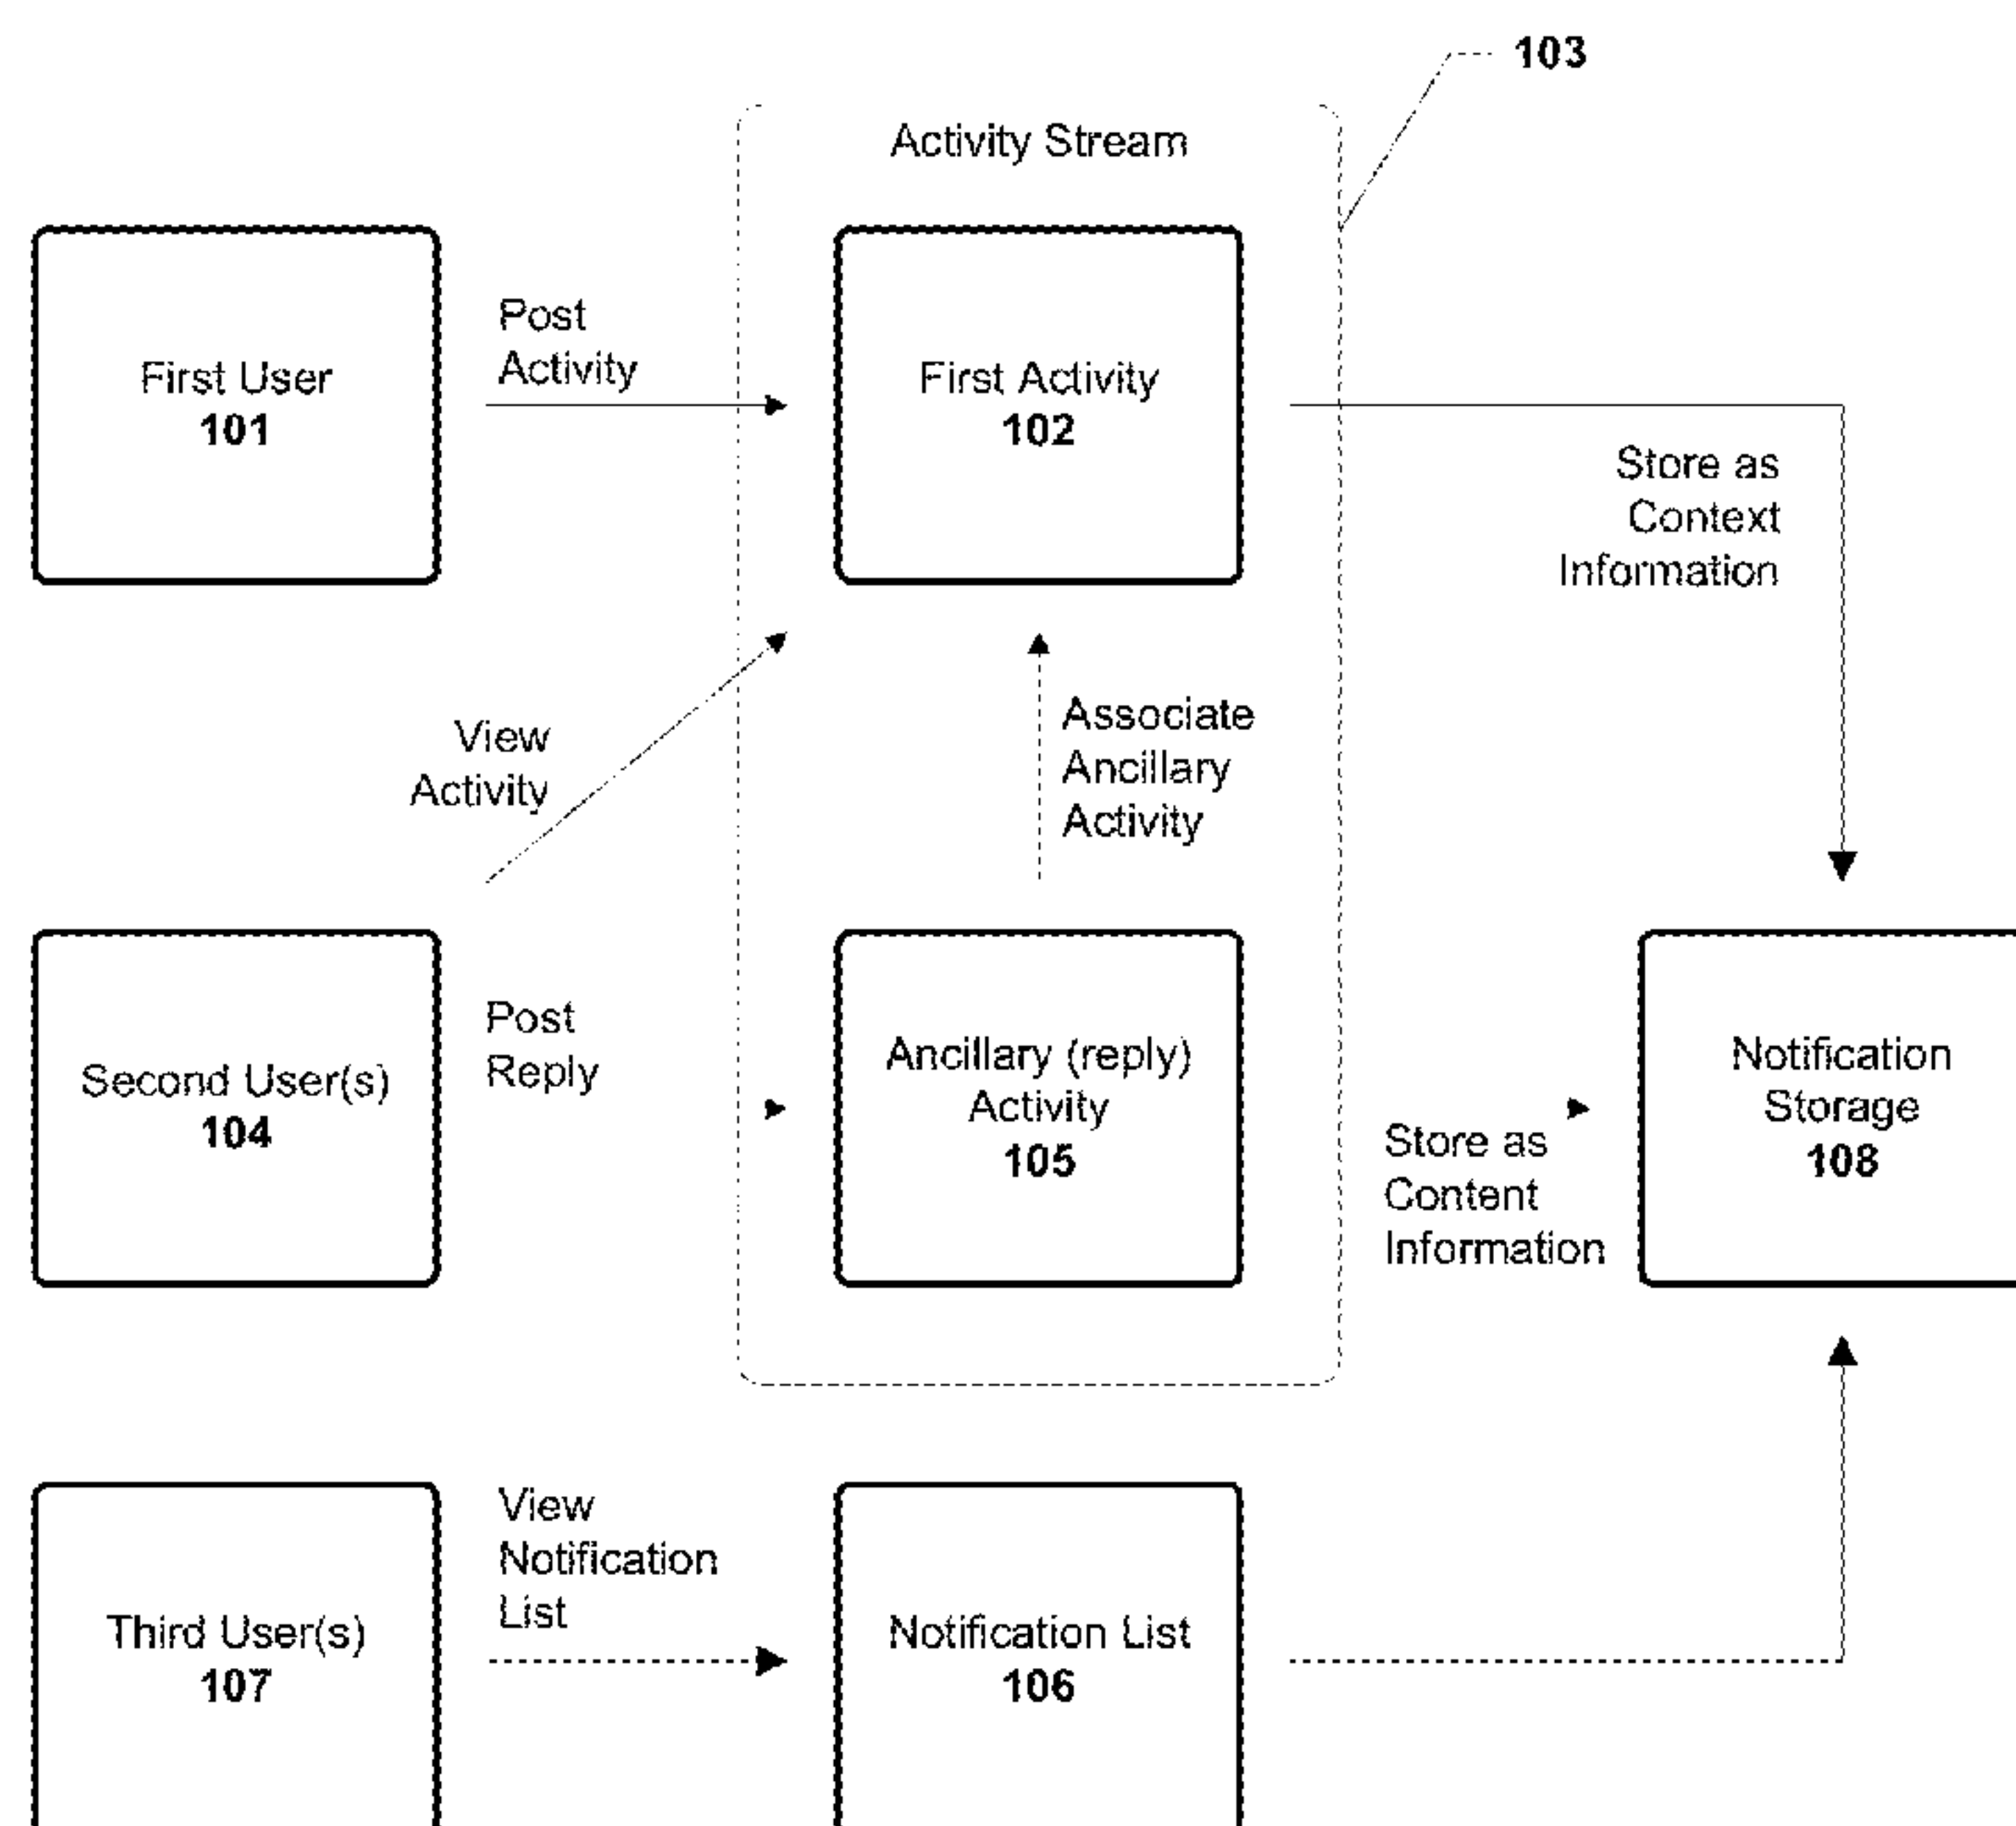 103
Activity Stream
First User
101
Post
Activity
First Activity
102
Store as
Context
Information
View
Activity
Associate
Ancillary
Activity
Second User(s)
104
Post
Reply
Ancillary (reply)
Activity
105
Store as
Content
Information
Notification
Storage
108
Third User(s)
107
View
Notification
List
Notification List
106